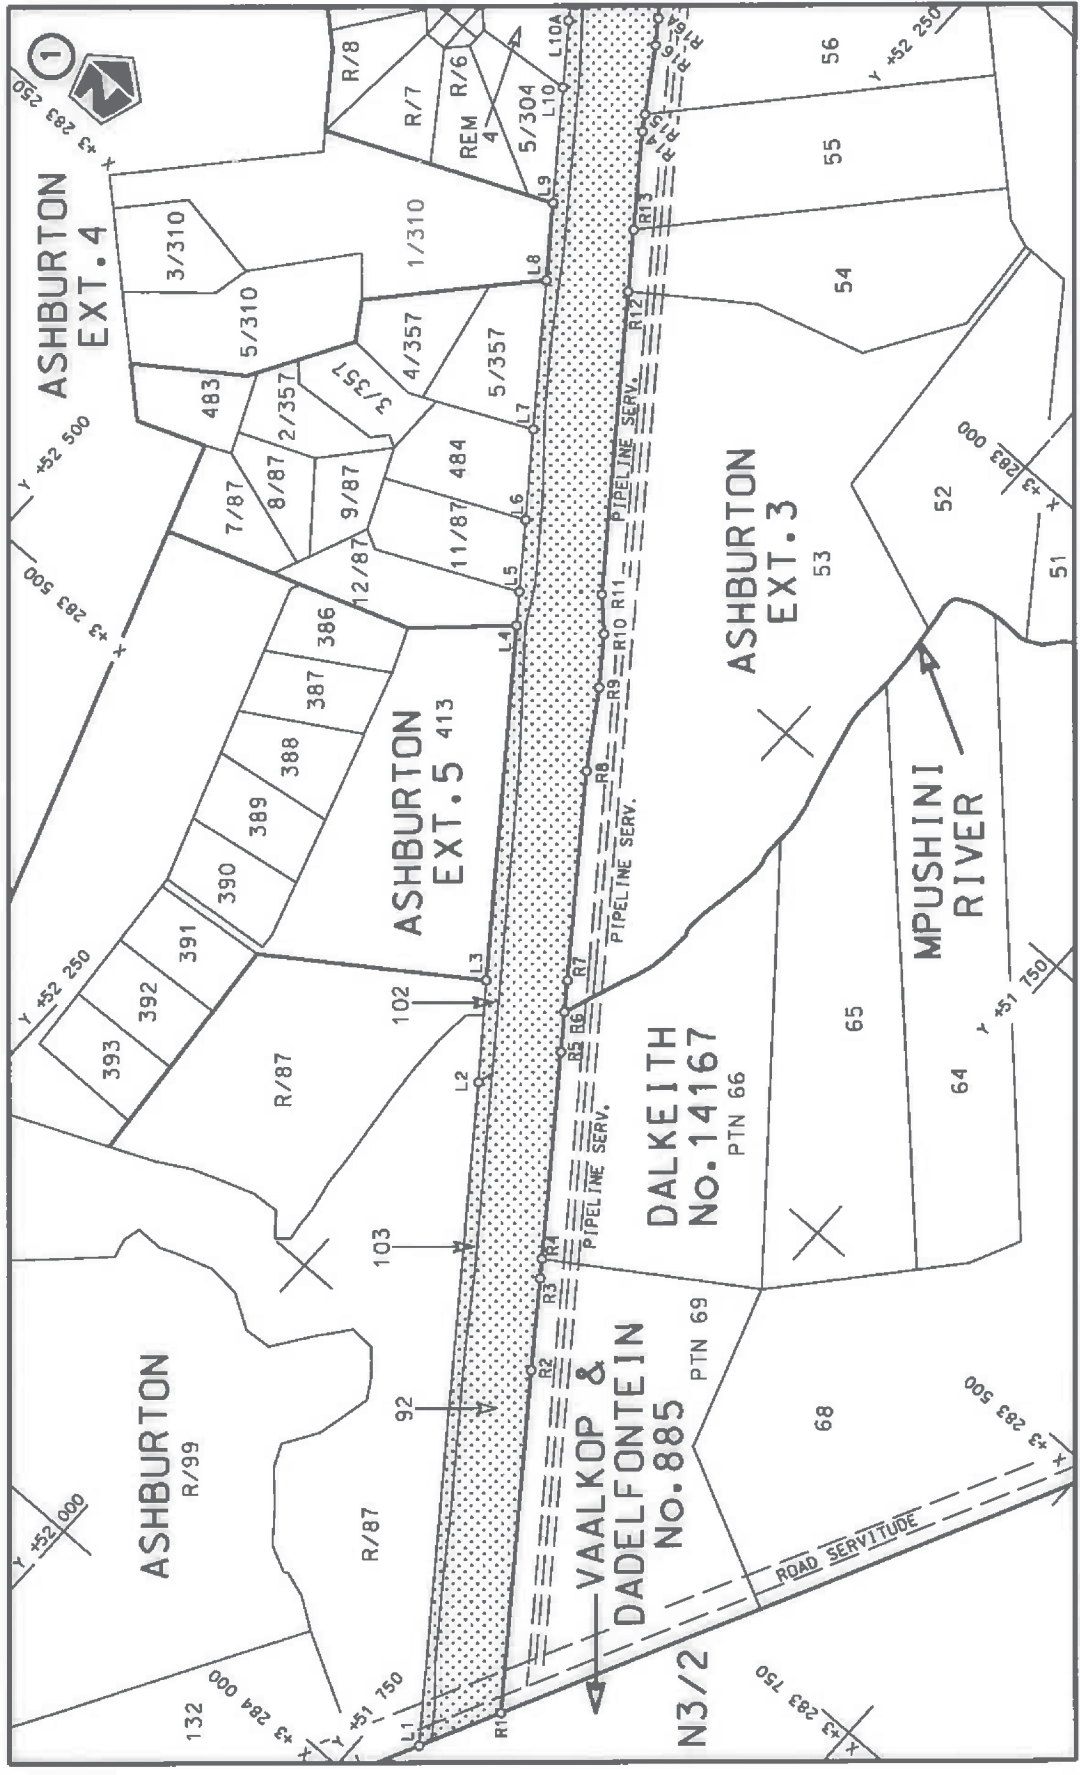 1
X +3 283 250
ASHBURTON
EXT.4
Y +52 500
X +3 283 500
Y +52 250
Y +52 000
X +3 284 000
Y +51 750
132
ASHBURTON
R/99
R/87
R/87
393
392
391
390
389
388
387
386
ASHBURTON
EXT.5
413
12/87
7/87
8/87
9/87
11/87
484
483
2/357
3/357
4/357
5/357
5/310
3/310
1/310
R/8
R/7
R/6
REM
4
5/304
L1
L2
L3
L4
L5
L6
L7
L8
L9
L10
L10A
92
103
102
R1
R2
R3
R4
R5
R6
R7
R8
R9
R10
R11
R12
R13
R14
R15
R16
R16A
PIPELINE SERV.
PIPELINE SERV.
PIPELINE SERV.
N3/2
VAALKOP &
DADELFONTEIN
No.885
PTN 69
68
ROAD SERVITUDE
X +3 283 750
X +3 283 500
DALKEITH
No.14167
PTN 66
65
64
Y +51 750
MPUSHINI
RIVER
ASHBURTON
EXT.3
53
52
51
X +3 283 000
54
55
56
Y +52 250